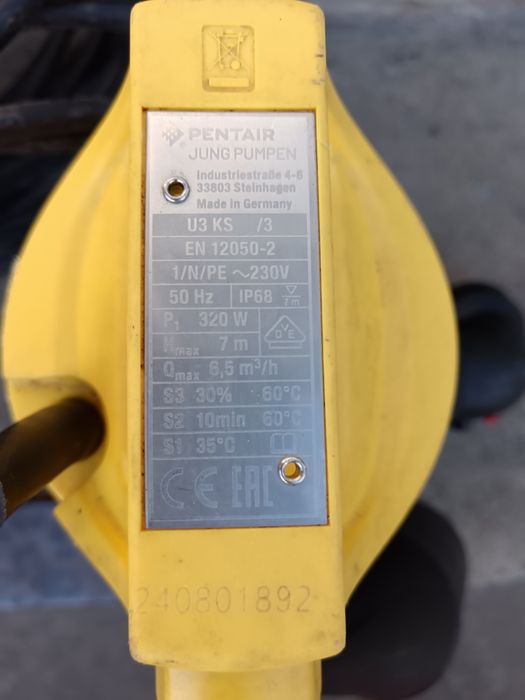 PENTAIR
JUNG PUMPEN
Industriestraße 4-6
33803 Steinhagen
Made in Germany
U3 KS /3
EN 12050-2
1/N/PE ~230V
50 Hz IP68 7m
P1 320 W
VDE
Hmax 7 m
Qmax 6,5 m³/h
S3 30% 60°C
S2 10min 60°C
S1 35°C
CE EAC
240801892